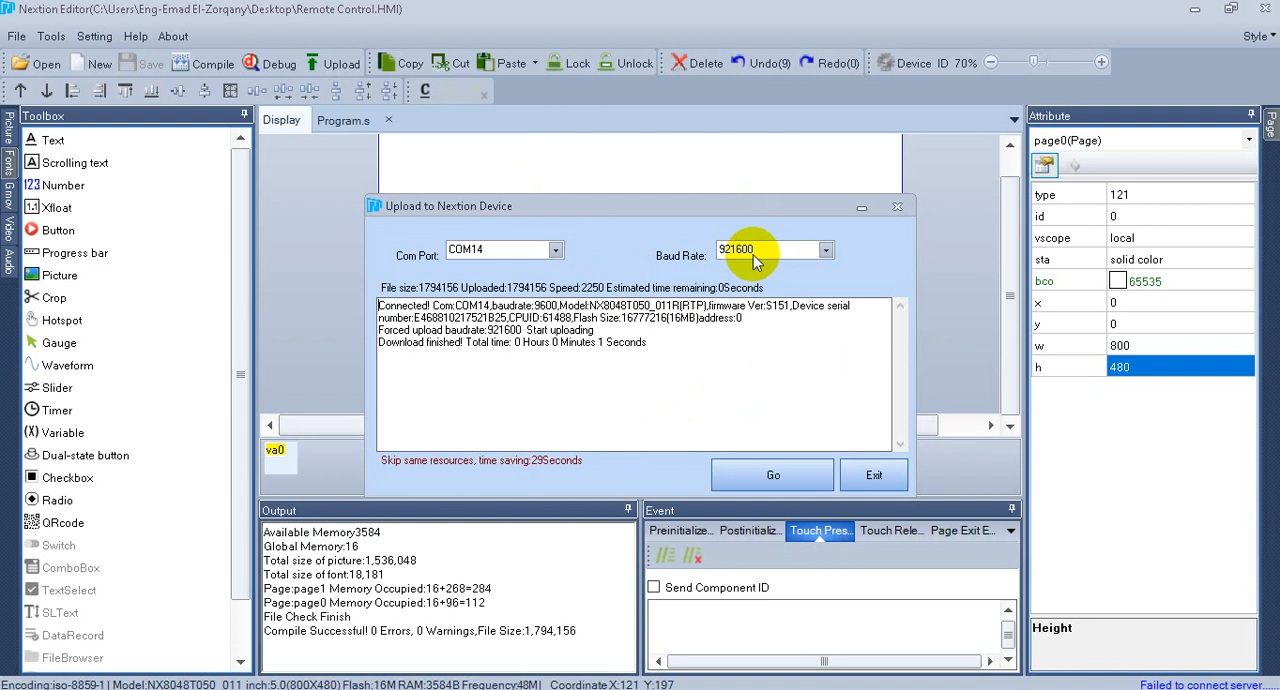 Nextion Editor(C:\Users\Eng-Emad El-Zorqany\Desktop\Remote Control.HMI)
File Tools Setting Help About
Style
Open New Save Compile Debug Upload Copy Cut Paste Lock Unlock Delete Undo(9) Redo(0) Device ID 70%
Toolbox
Display Program.s
Attribute
Picture
Fonts
Gmov
Video
Audio
Page
Text
Scrolling text
Number
Xfloat
Button
Progress bar
Picture
Crop
Hotspot
Gauge
Waveform
Slider
Timer
Variable
Dual-state button
Checkbox
Radio
QRcode
Switch
ComboBox
TextSelect
SLText
DataRecord
FileBrowser
Upload to Nextion Device
Com Port: COM14 Baud Rate: 921600
File size:1794156 Uploaded:1794156 Speed:2250 Estimated time remaining:0Seconds
Connected! Com:COM14,baudrate:9600,Model:NX8048T050_011R(RTP),firmware Ver:S151,Device serial
number:E468810217521B25,CPUID:61488,Flash Size:16777216(16MB)address:0
Forced upload baudrate:921600 Start uploading
Download finished! Total time: 0 Hours 0 Minutes 1 Seconds
Skip same resources, time saving:29Seconds
Go Exit
va0
page0(Page)
type 121
id 0
vscope local
sta solid color
bco 65535
x 0
y 0
w 800
h 480
Height
Output
Available Memory3584
Global Memory:16
Total size of picture:1,536,048
Total size of font:18,181
Page:page1 Memory Occupied:16+268=284
Page:page0 Memory Occupied:16+96=112
File Check Finish
Compile Successful! 0 Errors, 0 Warnings,File Size:1,794,156
Event
Preinitialize... Postinitializ... Touch Pres... Touch Rele... Page Exit E...
Send Component ID
Encoding:iso-8859-1| Model:NX8048T050_011 inch:5.0(800X480) Flash:16M RAM:3584B Frequency:48M| Coordinate X:121 Y:197
Failed to connect server....